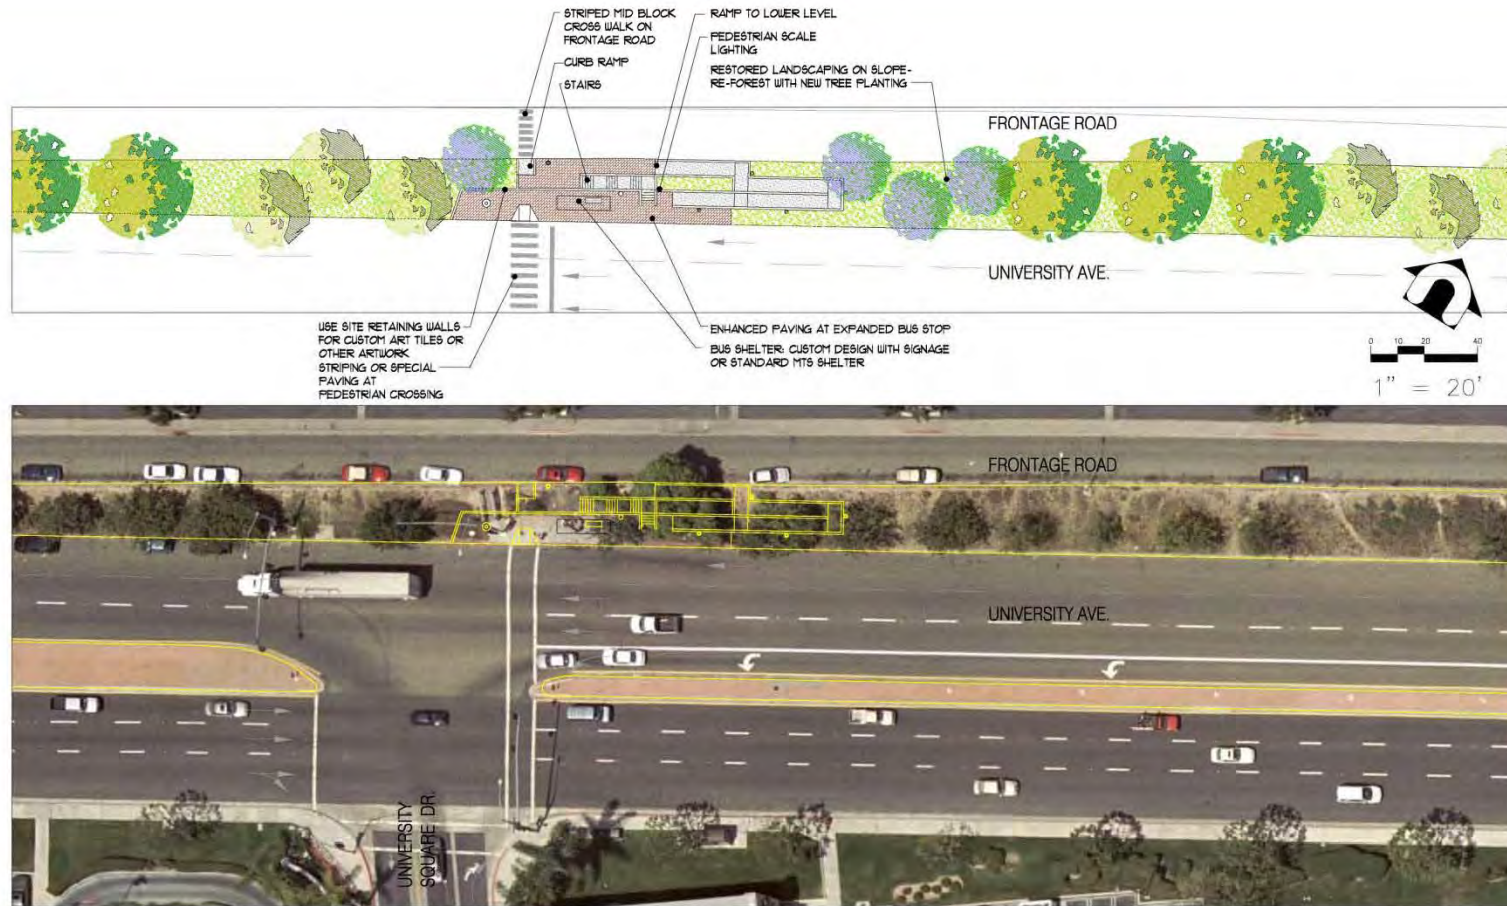 STRIPED MID BLOCK
CROSS WALK ON
FRONTAGE ROAD
CURB RAMP
STAIRS
RAMP TO LOWER LEVEL
PEDESTRIAN SCALE
LIGHTING
RESTORED LANDSCAPING ON SLOPE-
RE-FOREST WITH NEW TREE PLANTING
FRONTAGE ROAD
UNIVERSITY AVE.
USE SITE RETAINING WALLS
FOR CUSTOM ART TILES OR
OTHER ARTWORK
STRIPING OR SPECIAL
PAVING AT
PEDESTRIAN CROSSING
ENHANCED PAVING AT EXPANDED BUS STOP
BUS SHELTER: CUSTOM DESIGN WITH SIGNAGE
OR STANDARD MTS SHELTER
0 10 20 40
1" = 20'
FRONTAGE ROAD
UNIVERSITY AVE.
UNIVERSITY
SQUARE DR.